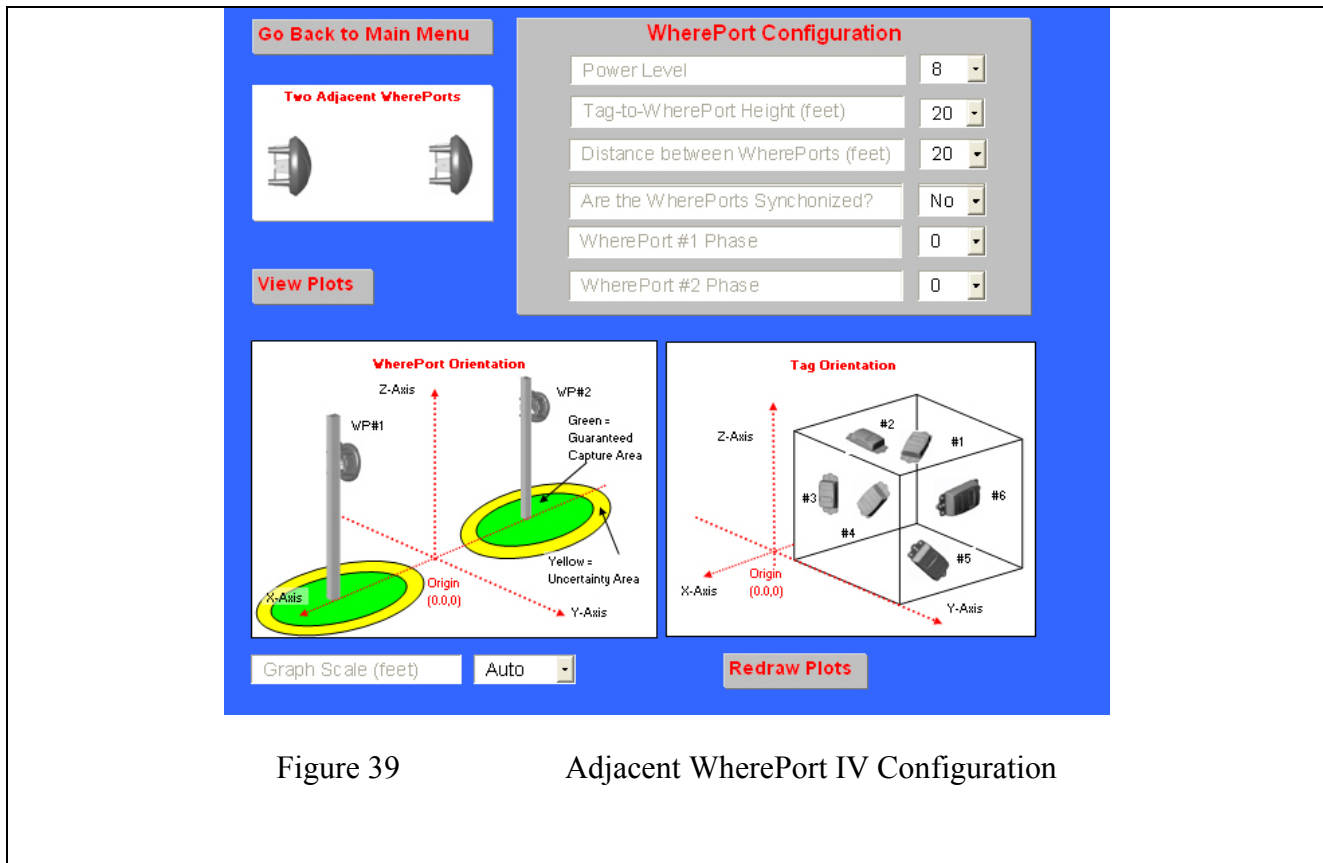 Go Back to Main Menu
Two Adjacent WherePorts
View Plots
WherePort Configuration
Power Level 8
Tag-to-WherePort Height (feet) 20
Distance between WherePorts (feet) 20
Are the WherePorts Synchonized? No
WherePort #1 Phase 0
WherePort #2 Phase 0
WherePort Orientation
Z-Axis
WP#2
WP#1
Green =
Guaranteed
Capture Area
Yellow =
Uncertainty Area
X-Axis
Origin
(0.0,0)
Y-Axis
Tag Orientation
Z-Axis
#2
#1
#3
#6
#4
#5
X-Axis
Origin
(0.0,0)
Y-Axis
Graph Scale (feet) Auto
Redraw Plots
Figure 39 Adjacent WherePort IV Configuration